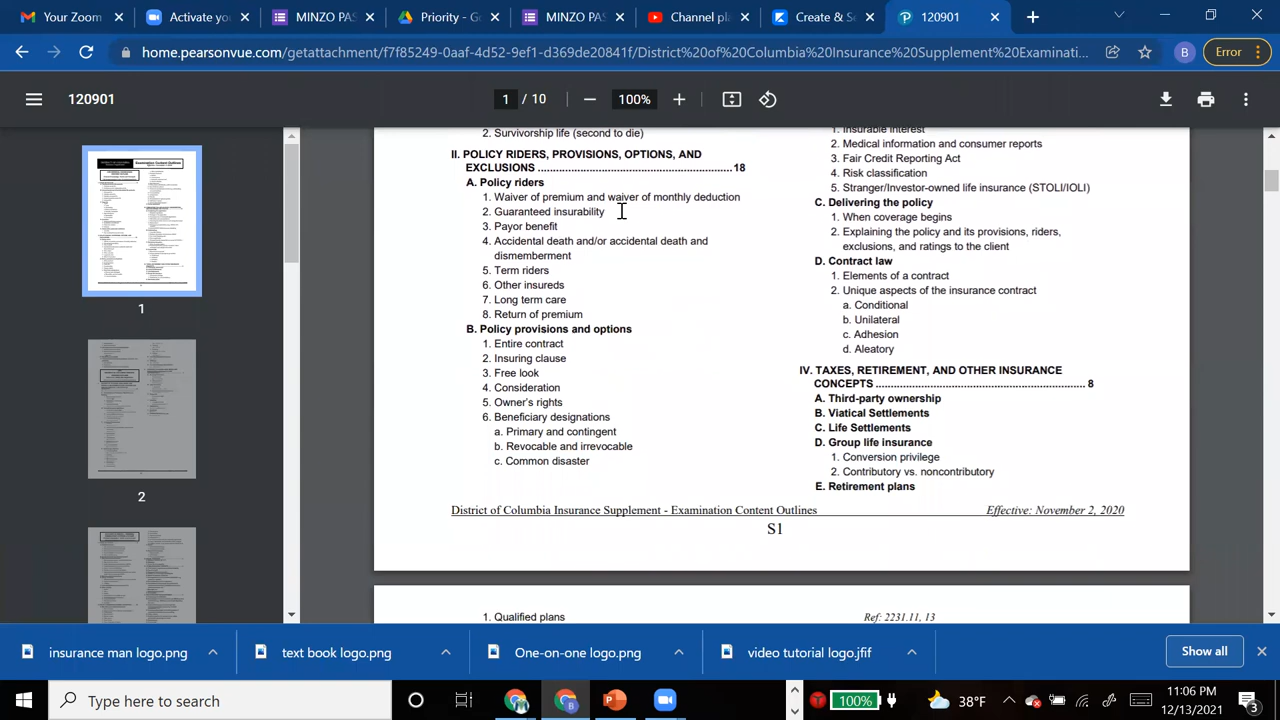 Your Zoom
Activate yo
MINZO PAS
Priority - G
MINZO PAS
Channel pl
Create & S
120901
home.pearsonvue.com/getattachment/f7f85249-0aaf-4d52-9ef1-d369de20841f/District%20of%20Columbia%20Insurance%20Supplement%20Examinati...
B
Error
120901
1 / 10
100%
1
2
2. Survivorship life (second to die)
II. POLICY RIDERS, PROVISIONS, OPTIONS, AND
EXCLUSIONS ................................................ 18
A. Policy riders
1. Waiver of premium and waiver of monthly deduction
2. Guaranteed insurability
3. Payor benefit
4. Accidental death and/or accidental death and
dismemberment
5. Term riders
6. Other insureds
7. Long term care
8. Return of premium
B. Policy provisions and options
1. Entire contract
2. Insuring clause
3. Free look
4. Consideration
5. Owner's rights
6. Beneficiary designations
a. Primary and contingent
b. Revocable and irrevocable
c. Common disaster
1. Insurable interest
2. Medical information and consumer reports
3. Fair Credit Reporting Act
4. Risk classification
5. Stranger/Investor-owned life insurance (STOLI/IOLI)
C. Delivering the policy
1. When coverage begins
2. Explaining the policy and its provisions, riders,
exclusions, and ratings to the client
D. Contract law
1. Elements of a contract
2. Unique aspects of the insurance contract
a. Conditional
b. Unilateral
c. Adhesion
d. Aleatory
IV. TAXES, RETIREMENT, AND OTHER INSURANCE
CONCEPTS .................................................... 8
A. Third-party ownership
B. Viatical Settlements
C. Life Settlements
D. Group life insurance
1. Conversion privilege
2. Contributory vs. noncontributory
E. Retirement plans
District of Columbia Insurance Supplement - Examination Content Outlines
Effective: November 2, 2020
S1
1. Qualified plans
Ref: 2231.11, 13
insurance man logo.png
text book logo.png
One-on-one logo.png
video tutorial logo.jfif
Show all
Type here to search
100%
38°F
11:06 PM
12/13/2021
3